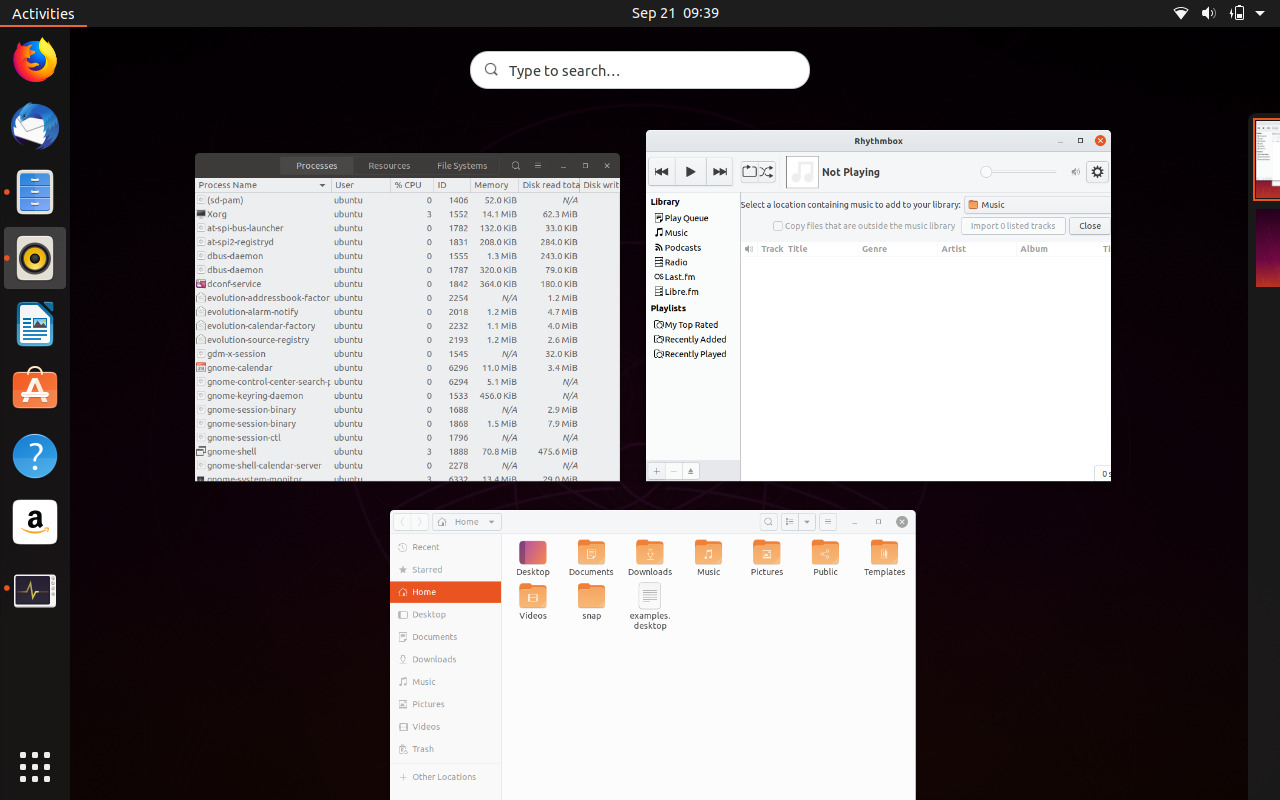 Activities
Sep 21 09:39
Type to search...
Processes Resources File Systems
Process Name User % CPU ID Memory Disk read tota Disk writ
(sd-pam) ubuntu 0 1406 52.0 KiB N/A
Xorg ubuntu 3 1552 14.1 MiB 62.3 MiB
at-spi-bus-launcher ubuntu 0 1782 132.0 KiB 33.0 KiB
at-spi2-registryd ubuntu 0 1831 208.0 KiB 284.0 KiB
dbus-daemon ubuntu 0 1555 1.3 MiB 243.0 KiB
dbus-daemon ubuntu 0 1787 320.0 KiB 79.0 KiB
dconf-service ubuntu 0 1842 364.0 KiB 180.0 KiB
evolution-addressbook-factor ubuntu 0 2254 N/A 1.2 MiB
evolution-alarm-notify ubuntu 0 2018 1.2 MiB 4.7 MiB
evolution-calendar-factory ubuntu 0 2232 1.1 MiB 4.0 MiB
evolution-source-registry ubuntu 0 2193 1.2 MiB 2.6 MiB
gdm-x-session ubuntu 0 1545 N/A 32.0 KiB
gnome-calendar ubuntu 0 6296 11.0 MiB 3.4 MiB
gnome-control-center-search-p ubuntu 0 6294 5.1 MiB N/A
gnome-keyring-daemon ubuntu 0 1533 456.0 KiB N/A
gnome-session-binary ubuntu 0 1688 N/A 2.9 MiB
gnome-session-binary ubuntu 0 1868 1.5 MiB 7.9 MiB
gnome-session-ctl ubuntu 0 1796 N/A N/A
gnome-shell ubuntu 3 1888 70.8 MiB 475.6 MiB
gnome-shell-calendar-server ubuntu 0 2278 N/A N/A
gnome-system-monitor ubuntu 3 6332 13.4 MiB 29.0 MiB
Rhythmbox
Not Playing
Library
Play Queue
Music
Podcasts
Radio
Last.fm
Libre.fm
Playlists
My Top Rated
Recently Added
Recently Played
Select a location containing music to add to your library: Music
Copy files that are outside the music library Import 0 listed tracks Close
Track Title Genre Artist Album Ti
0 s
Home
Recent
Starred
Home
Desktop
Documents
Downloads
Music
Pictures
Videos
Trash
Other Locations
Desktop Documents Downloads Music Pictures Public Templates
Videos snap examples.
desktop